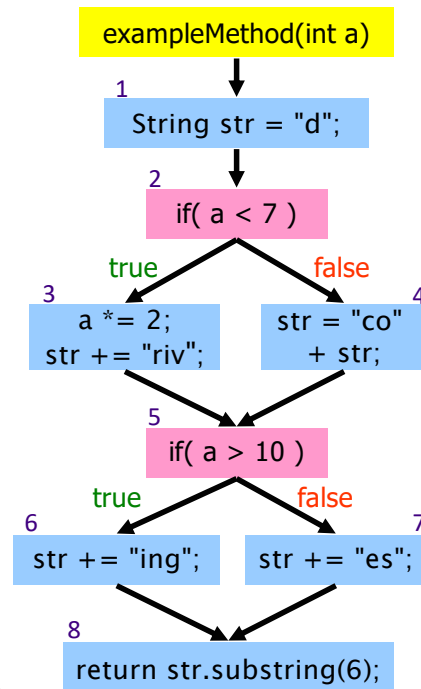 exampleMethod(int a)
1
String str = "d";
2
if( a < 7 )
true
false
3
a *= 2;
str += "riv";
4
str = "co"
+ str;
5
if( a > 10 )
true
false
6
str += "ing";
7
str += "es";
8
return str.substring(6);